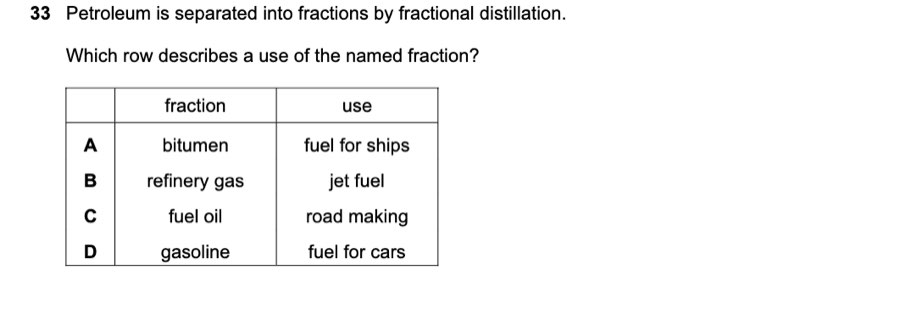 33 Petroleum is separated into fractions by fractional distillation.
Which row describes a use of the named fraction?
fraction use
A bitumen fuel for ships
B refinery gas jet fuel
C fuel oil road making
D gasoline fuel for cars